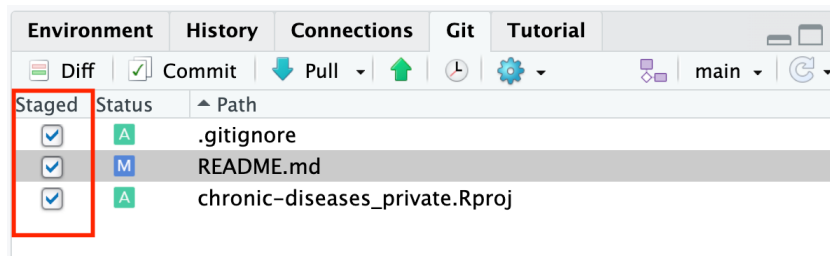 Environment History Connections Git Tutorial
Diff Commit Pull main
Staged Status Path
A .gitignore
M README.md
A chronic-diseases_private.Rproj